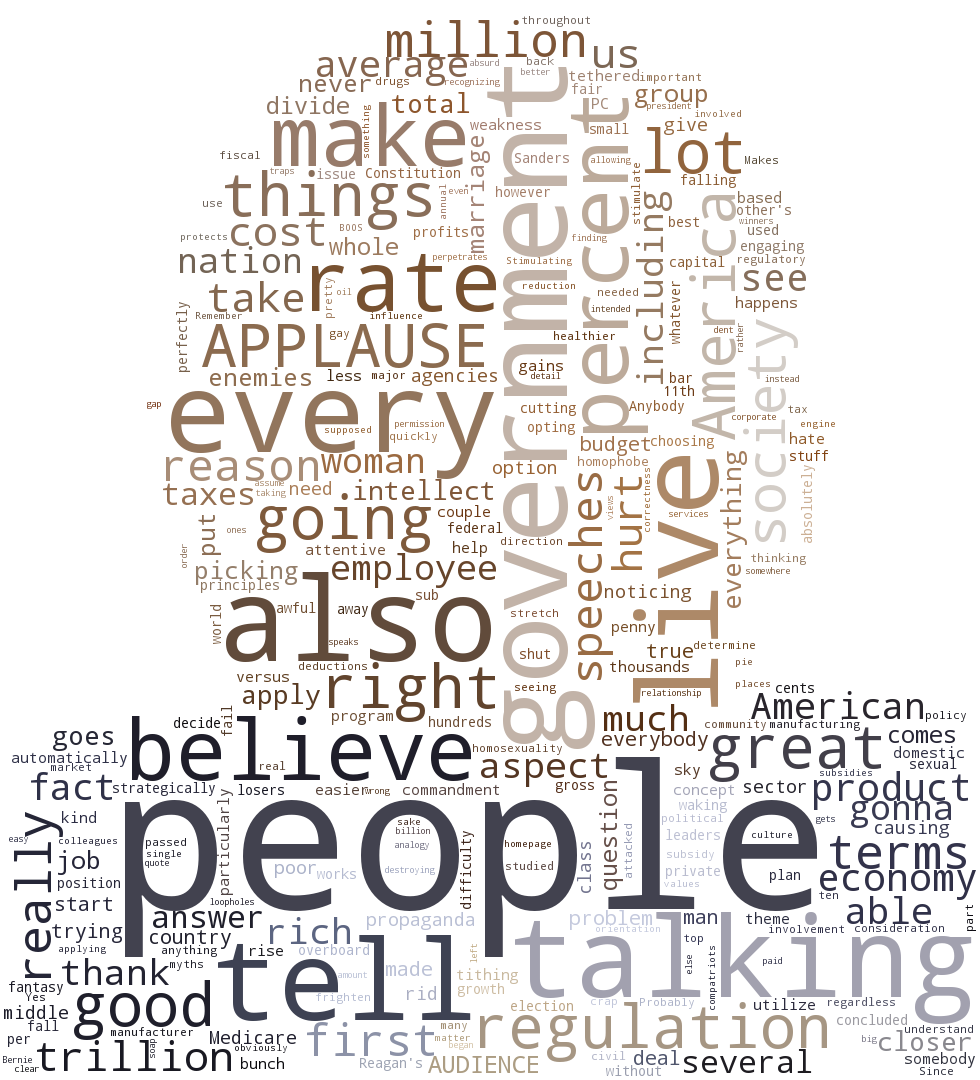 throughout
million us
average absurd back
better tethered important
never drugs recognizing fair
divide total PC group
president involved
make something weakness small give
lot
fiscal Sanders allowing Makes
traps issue Constitution marriage falling
things annual even however stimulate based
use best other's
winners
cost BOOS profits used
protects finding engaging
nation whole perpetrates Stimulating including capital regulatory
government percent America see
take rate pretty oil reduction needed whatever happens
Remember influence intended dent rather society
perfectly APPLAUSE gay healthier
enemies less major agencies gains detail bar instead
11th
gap every cutting Anybody corporate tax
supposed permission quickly opting engine
budget choosing hate
reason woman option homophobe stuff
assume taking need intellect live everything absolutely
taxes ones going couple speeches views hurt correctness services
put federal direction
order attentive help thinking
picking employee somewhere
principles sub noticing
world also awful away stretch penny
speaks shut true determine
deductions thousands pie
versus seeing relationship places
apply right cents
program hundreds much American policy
decide fail community manufacturing
goes believe homosexuality everybody great comes
automatically real aspect domestic
market sky sexual
fact strategically losers easier wrong commandment gross concept sector subsidies product
people question waking gonna
kind particularly sake political gets
really colleagues passed billion homepage culture causing
easy single analogy leaders terms
job quote poor works destroying difficulty studied class attacked subsidy
position loopholes private plan economy
start values ten
answer propaganda problem man theme able part
trying rich orientation involvement consideration
country tell talking
applying anything rise overboard left top
myths made tithing else compatriots paid
thank amount growth
fantasy good frighten rid election crap Probably utilize regardless
Yes
middle first regulation concluded
fall manufacturer many civil understand
per soap Medicare matter big closer
Bernie obviously began deal several somebody
clear trillion bunch Reagan's AUDIENCE without Since